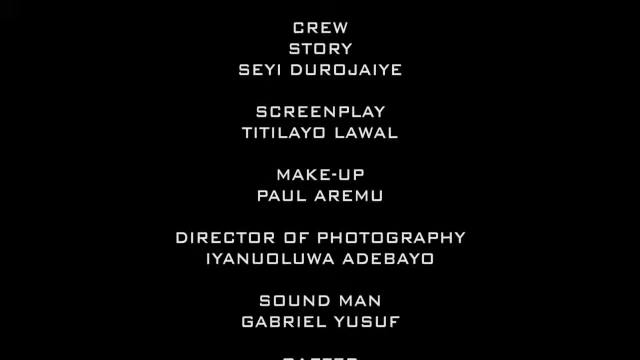 CREW
STORY
SEYI DUROJAIYE
SCREENPLAY
TITILAYO LAWAL
MAKE-UP
PAUL AREMU
DIRECTOR OF PHOTOGRAPHY
IYANUOLUWA ADEBAYO
SOUND MAN
GABRIEL YUSUF